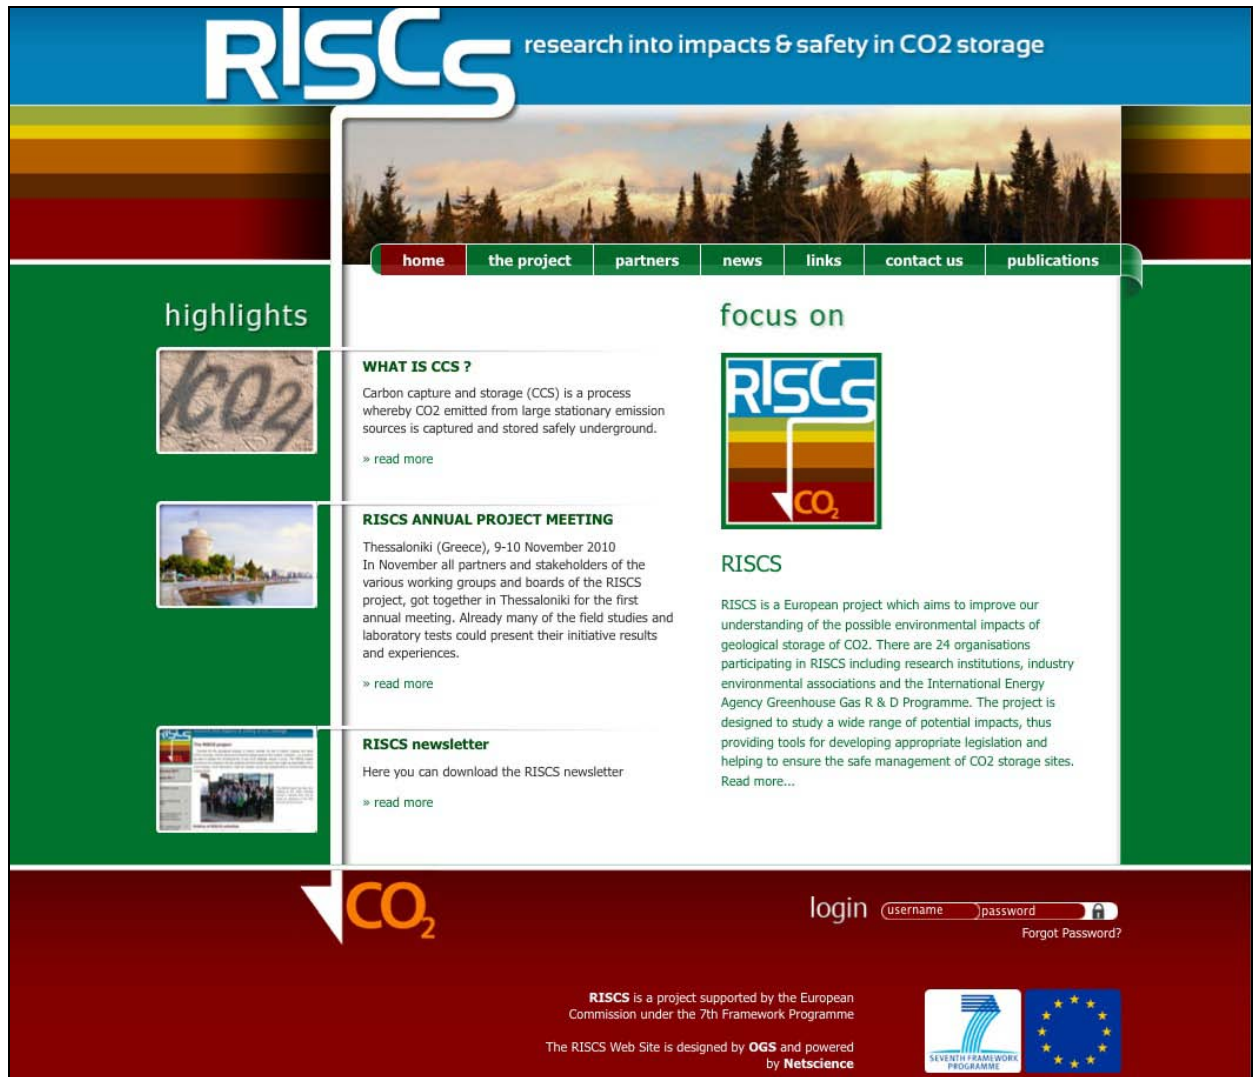 RISCS
research into impacts & safety in CO2 storage
home
the project
partners
news
links
contact us
publications
highlights
CO2
WHAT IS CCS ?
Carbon capture and storage (CCS) is a process
whereby CO2 emitted from large stationary emission
sources is captured and stored safely underground.
» read more
RISCS ANNUAL PROJECT MEETING
Thessaloniki (Greece), 9-10 November 2010
In November all partners and stakeholders of the
various working groups and boards of the RISCS
project, got together in Thessaloniki for the first
annual meeting. Already many of the field studies and
laboratory tests could present their initiative results
and experiences.
» read more
The RISCS project
RISCS newsletter
Here you can download the RISCS newsletter
» read more
focus on
RISCS
CO2
RISCS
RISCS is a European project which aims to improve our
understanding of the possible environmental impacts of
geological storage of CO2. There are 24 organisations
participating in RISCS including research institutions, industry
environmental associations and the International Energy
Agency Greenhouse Gas R & D Programme. The project is
designed to study a wide range of potential impacts, thus
providing tools for developing appropriate legislation and
helping to ensure the safe management of CO2 storage sites.
Read more...
CO2
login
username
password
Forgot Password?
RISCS is a project supported by the European
Commission under the 7th Framework Programme
The RISCS Web Site is designed by OGS and powered
by Netscience
SEVENTH FRAMEWORK
PROGRAMME